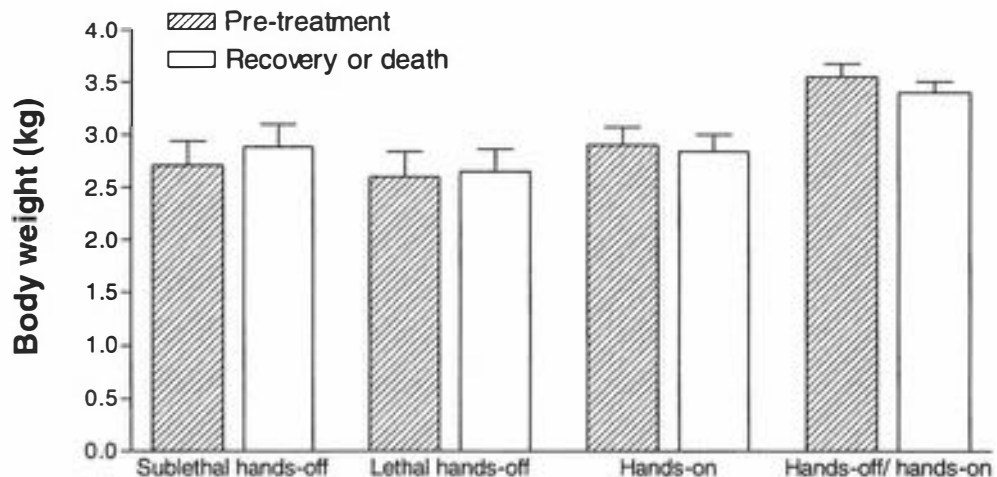 Pre-treatment
Recovery or death
Body weight (kg)
4.0
3.5
3.0
2.5
2.0
1.5
1.0
0.5
0.0
Sublethal hands-off Lethal hands-off Hands-on Hands-off/ hands-on